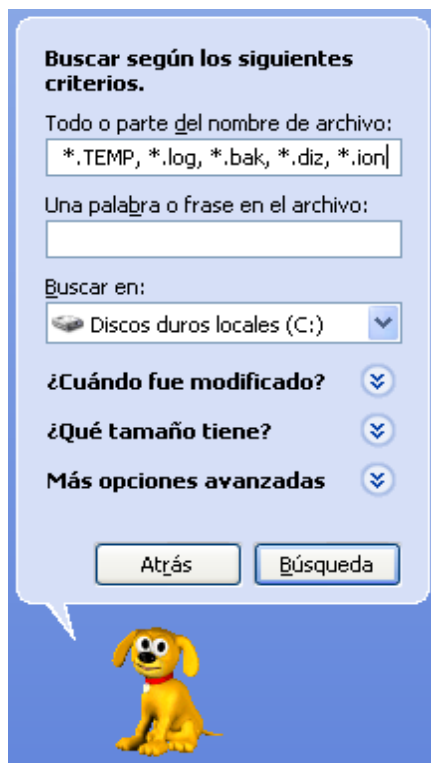 Buscar según los siguientes
criterios.
Todo o parte del nombre de archivo:
*.TEMP, *.log, *.bak, *.diz, *.ion
Una palabra o frase en el archivo:
Buscar en:
Discos duros locales (C:)
¿Cuándo fue modificado?
¿Qué tamaño tiene?
Más opciones avanzadas
Atrás
Búsqueda